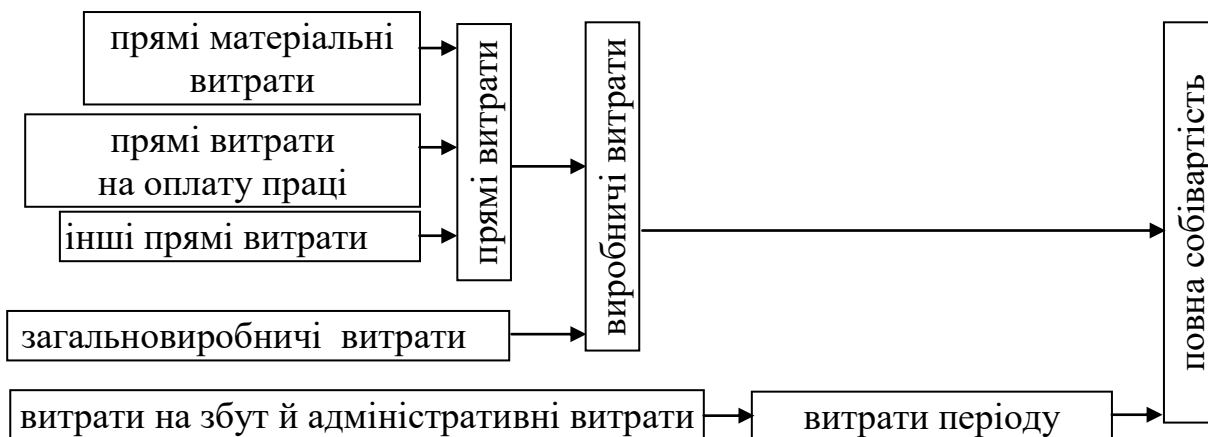 прямі матеріальні
витрати
прямі витрати
на оплату праці
інші прямі витрати
прямі витрати
виробничі витрати
повна собівартість
загальновиробничі витрати
витрати на збут й адміністративні витрати
витрати періоду